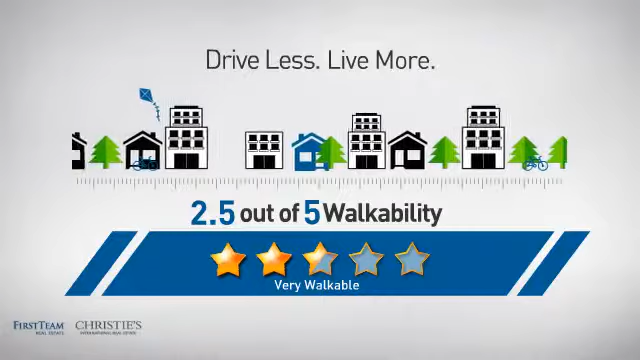 Drive Less. Live More.
2.5 out of 5 Walkability
Very Walkable
FIRST TEAM
REAL ESTATE
CHRISTIE'S
INTERNATIONAL REAL ESTATE